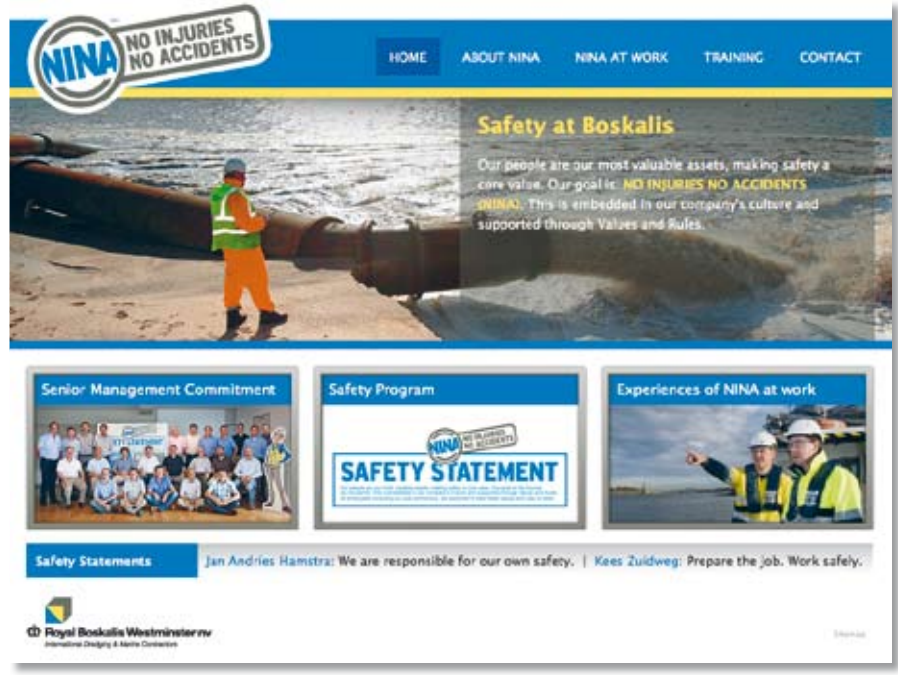 NINA
NO INJURIES
NO ACCIDENTS
HOME ABOUT NINA NINA AT WORK TRAINING CONTACT
Safety at Boskalis
Our people are our most valuable assets, making safety a
core value. Our goal is: NO INJURIES NO ACCIDENTS
(NINA). This is embedded in our company's culture and
supported through Values and Rules.
Senior Management Commitment
Safety Program
NINA
NO INJURIES
NO ACCIDENTS
SAFETY STATEMENT
Experiences of NINA at work
Safety Statements Jan Andries Hamstra: We are responsible for our own safety. | Kees Zuidweg: Prepare the job. Work safely.
Royal Boskalis Westminster nv
International Dredging & Marine Contractors
Sitemap